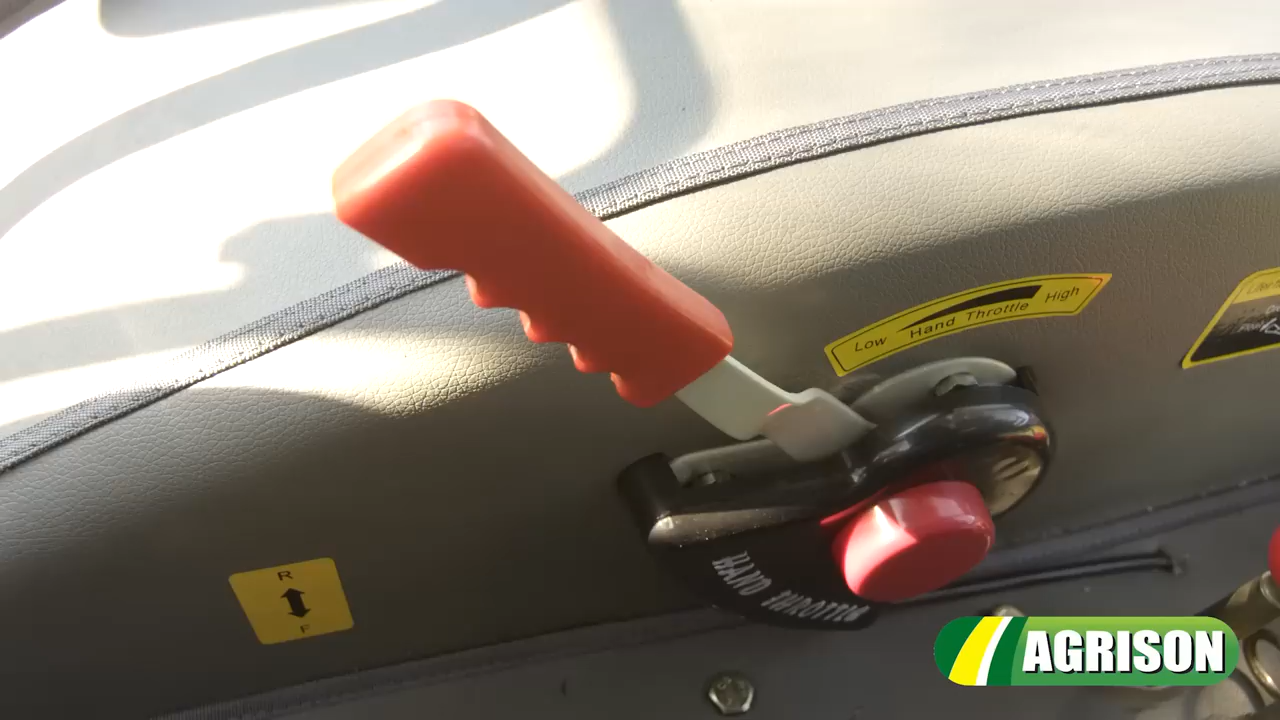 Low Hand Throttle High
HAND THROTTLE
R
F
AGRISON